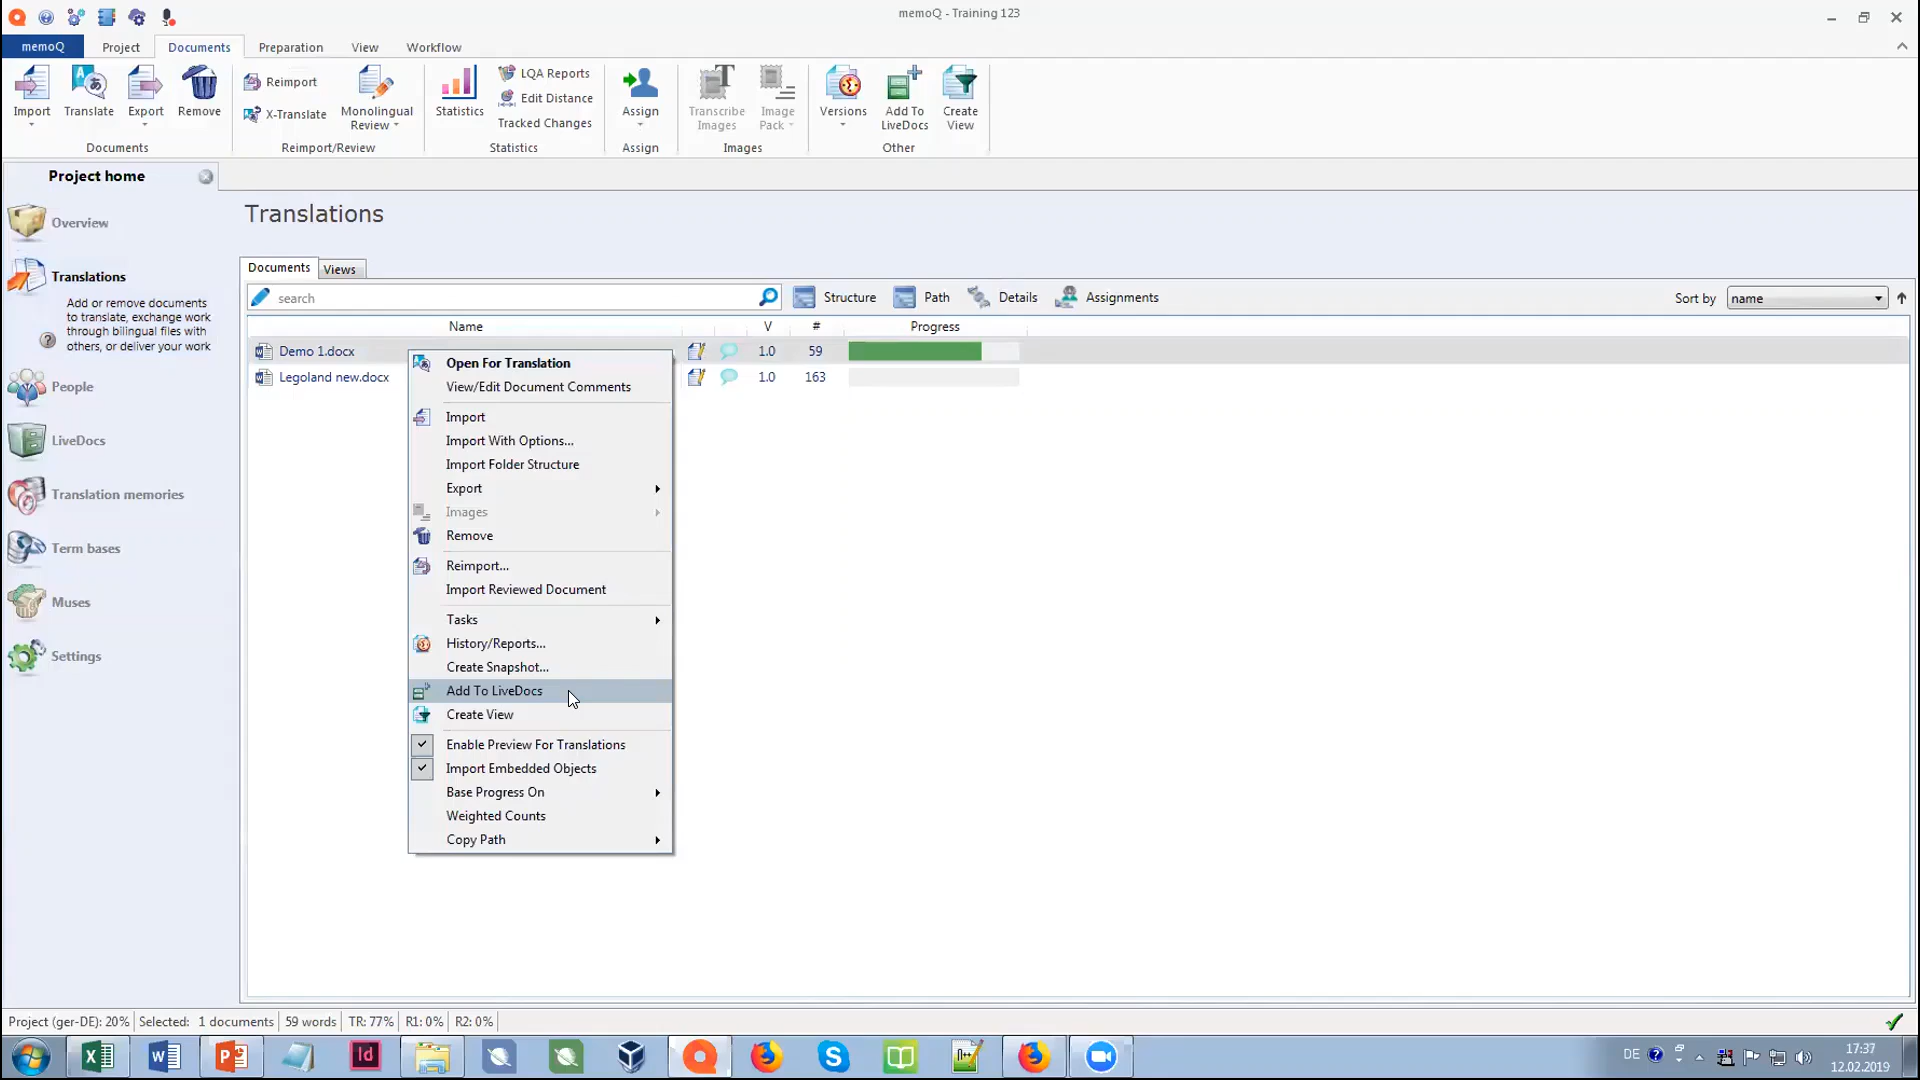 memoQ - Training 123
memoQ
Project
Documents
Preparation
View
Workflow
Import
Translate
Export
Remove
Documents
Reimport
X-Translate
Monolingual
Review
Reimport/Review
Statistics
LQA Reports
Edit Distance
Tracked Changes
Statistics
Assign
Assign
Transcribe
Images
Image
Pack
Images
Versions
Add To
LiveDocs
Create
View
Other
Project home
Overview
Translations
Add or remove documents
to translate, exchange work
through bilingual files with
others, or deliver your work
People
LiveDocs
Translation memories
Term bases
Muses
Settings
Translations
Documents
Views
search
Structure
Path
Details
Assignments
Sort by
name
Name
V
#
Progress
Demo 1.docx
1.0
59
Legoland new.docx
1.0
163
Open For Translation
View/Edit Document Comments
Import
Import With Options...
Import Folder Structure
Export
Images
Remove
Reimport...
Import Reviewed Document
Tasks
History/Reports...
Create Snapshot...
Add To LiveDocs
Create View
Enable Preview For Translations
Import Embedded Objects
Base Progress On
Weighted Counts
Copy Path
Project (ger-DE): 20%
Selected: 1 documents
59 words
TR: 77%
R1: 0%
R2: 0%
DE
17:37
12.02.2019